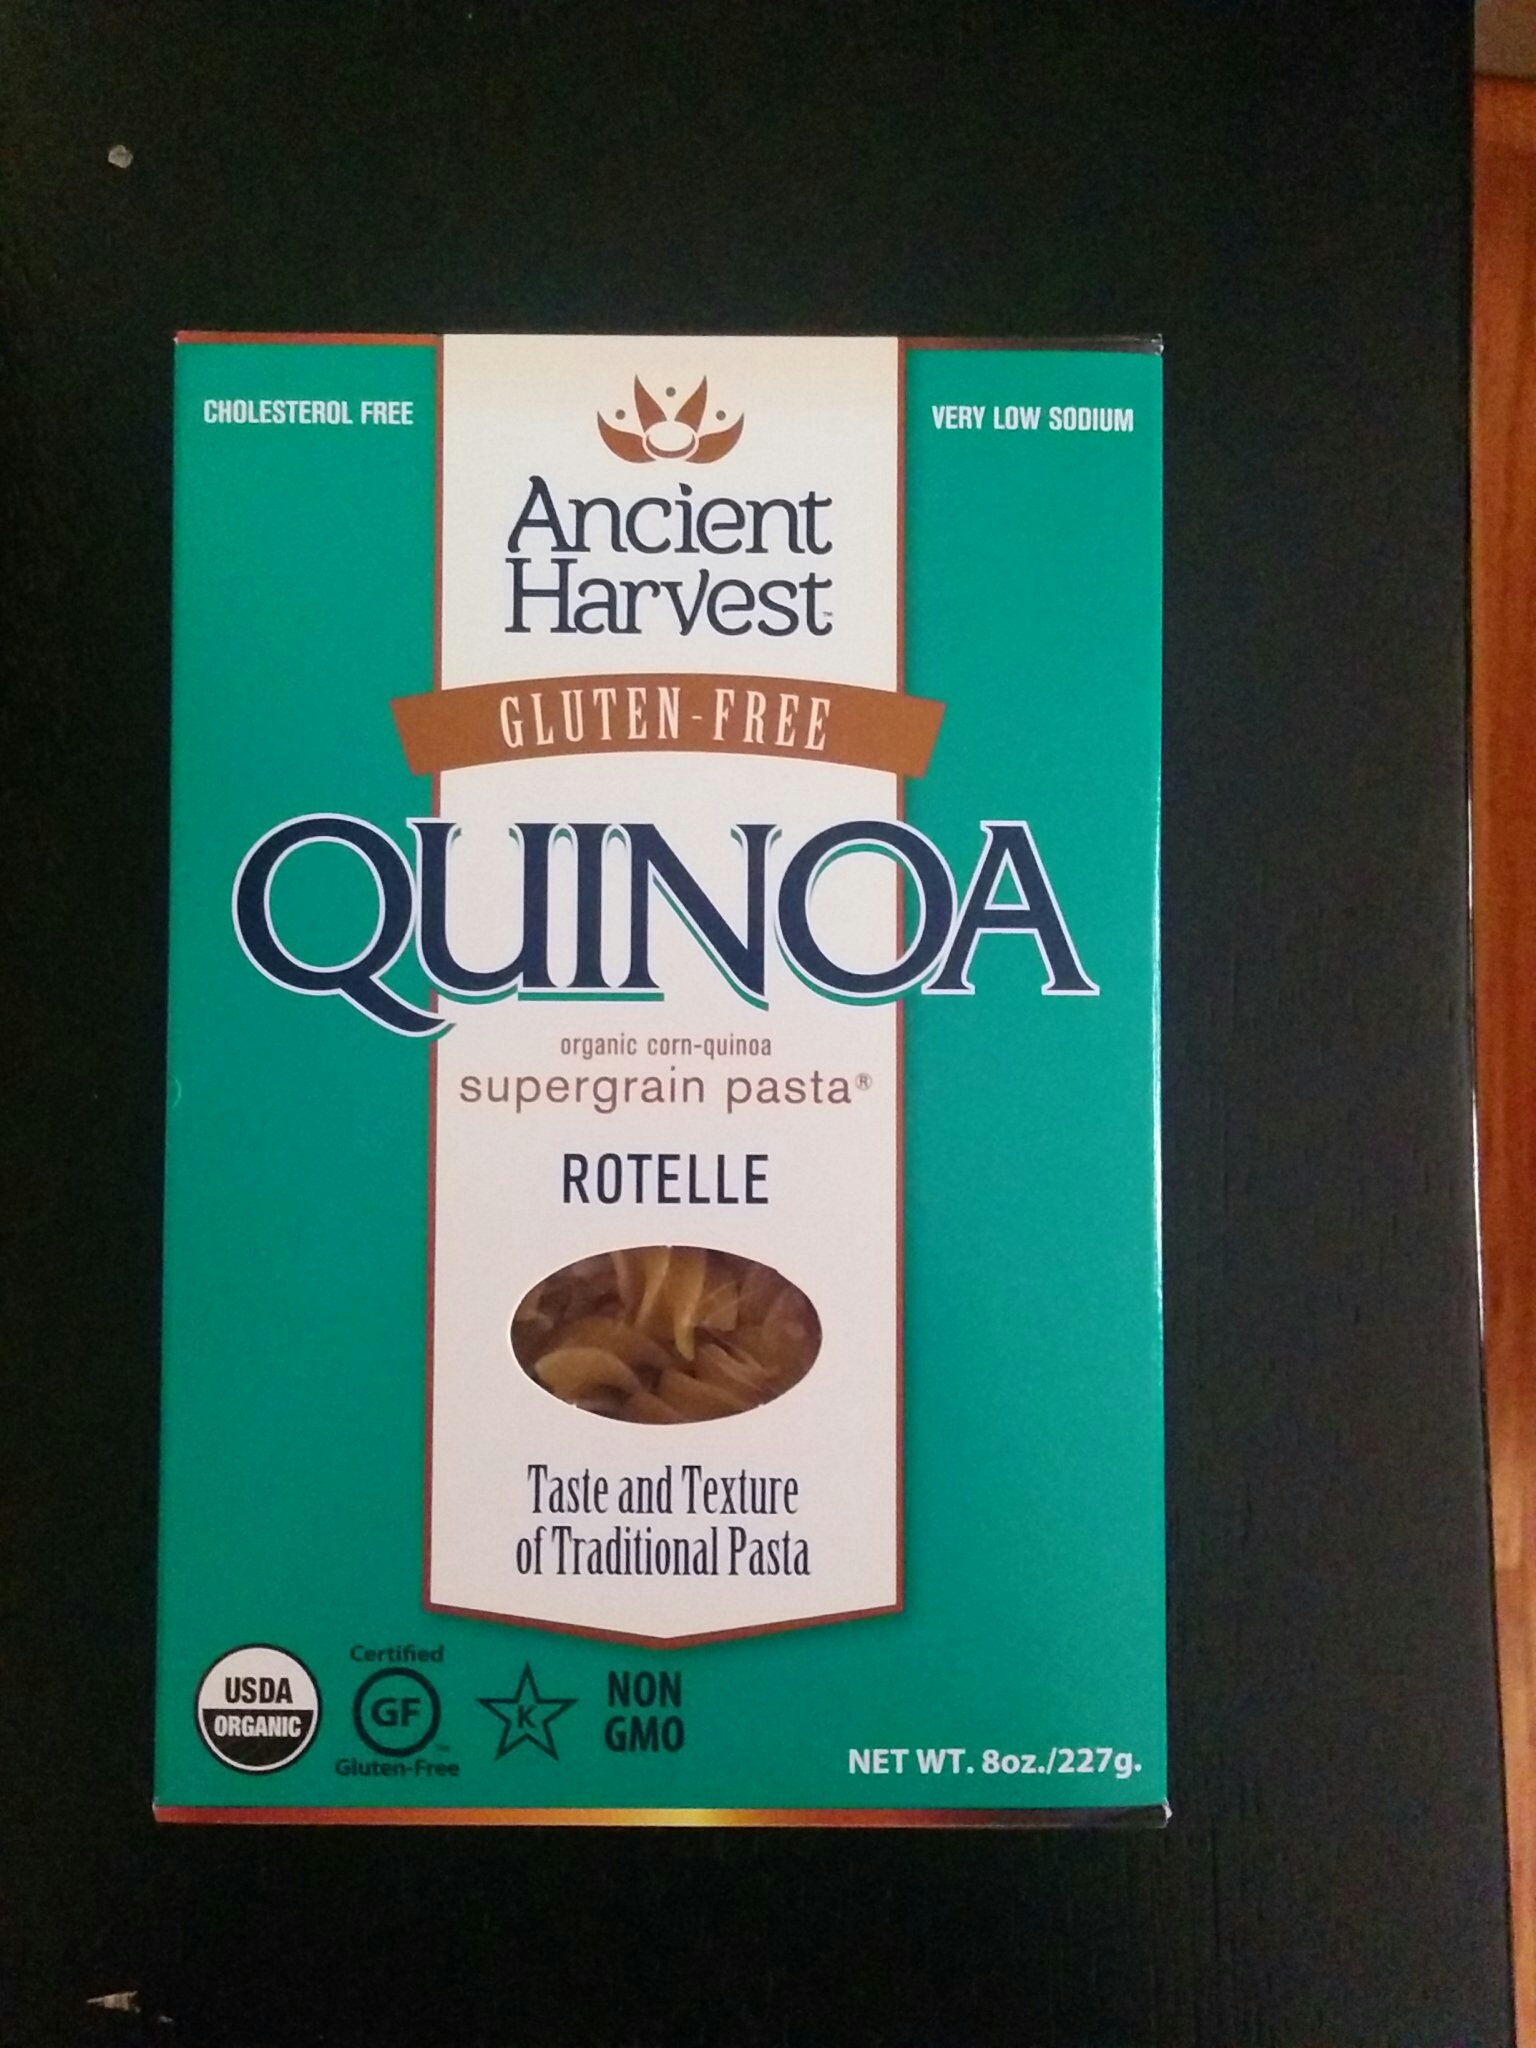 CHOLESTEROL FREE
VERY LOW SODIUM
Ancient
Harvest™
GLUTEN-FREE
QUINOA
organic corn-quinoa
supergrain pasta®
ROTELLE
Taste and Texture
of Traditional Pasta
USDA
ORGANIC
Certified
GF
Gluten-Free
K
NON
GMO
NET WT. 8oz./227g.